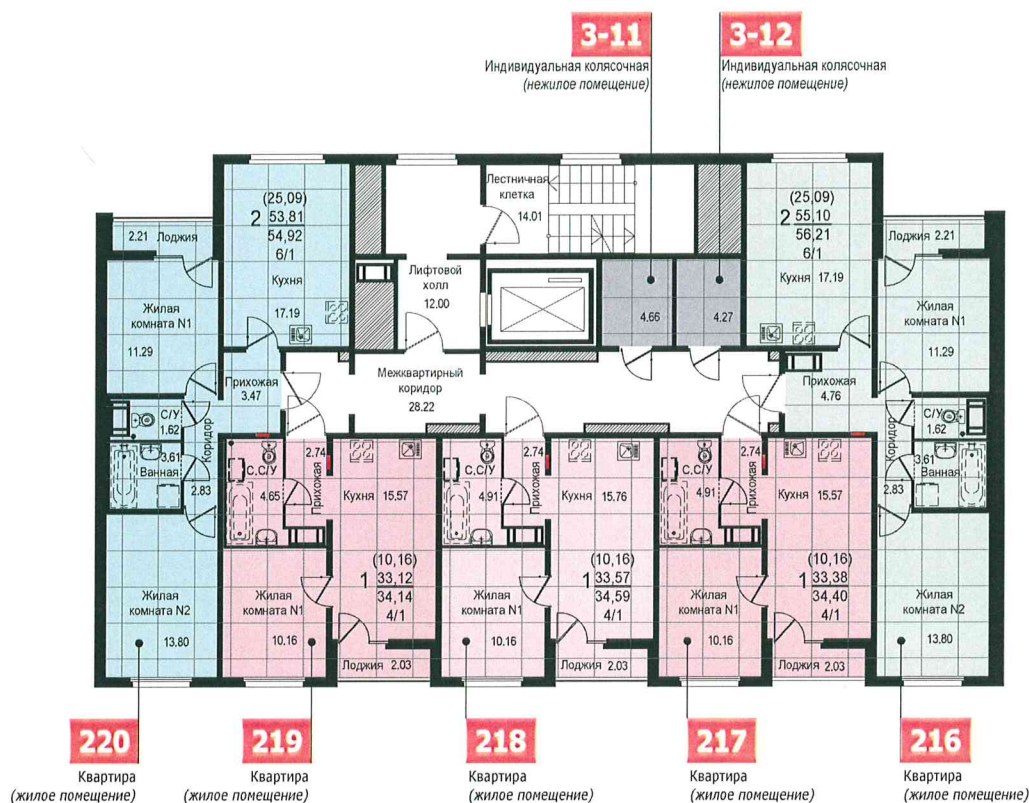 3-11
Индивидуальная колясочная
(нежилое помещение)
3-12
Индивидуальная колясочная
(нежилое помещение)
(25,09)
2 53,81
54,92
6/1
Кухня
17.19
2.21 Лоджия
Жилая
комната N1
11.29
Прихожая
3.47
С/У
1.62
3.61
Ванная
Коридор
2.83
Жилая
комната N2
13.80
Лестничная
клетка
14.01
Лифтовой
холл
12.00
Межквартирный
коридор
28.22
4.66
4.27
(25,09)
2 55,10
56,21
6/1
Кухня
17.19
Лоджия 2.21
Жилая
комната N1
11.29
Прихожая
4.76
С/У
1.62
3.61
Ванная
Коридор
2.83
Жилая
комната N2
13.80
С.С/У
4.65
2.74
Прихожая
Кухня 15.57
(10,16)
1 33,12
34,14
4/1
Жилая
комната N1
10.16
Лоджия 2.03
С.С/У
4.91
2.74
Прихожая
Кухня 15.76
(10,16)
1 33,57
34,59
4/1
Жилая
комната N1
10.16
Лоджия 2.03
С.С/У
4.91
2.74
Прихожая
Кухня 15.57
(10,16)
1 33,38
34,40
4/1
Жилая
комната N1
10.16
Лоджия 2.03
220
Квартира
(жилое помещение)
219
Квартира
(жилое помещение)
218
Квартира
(жилое помещение)
217
Квартира
(жилое помещение)
216
Квартира
(жилое помещение)